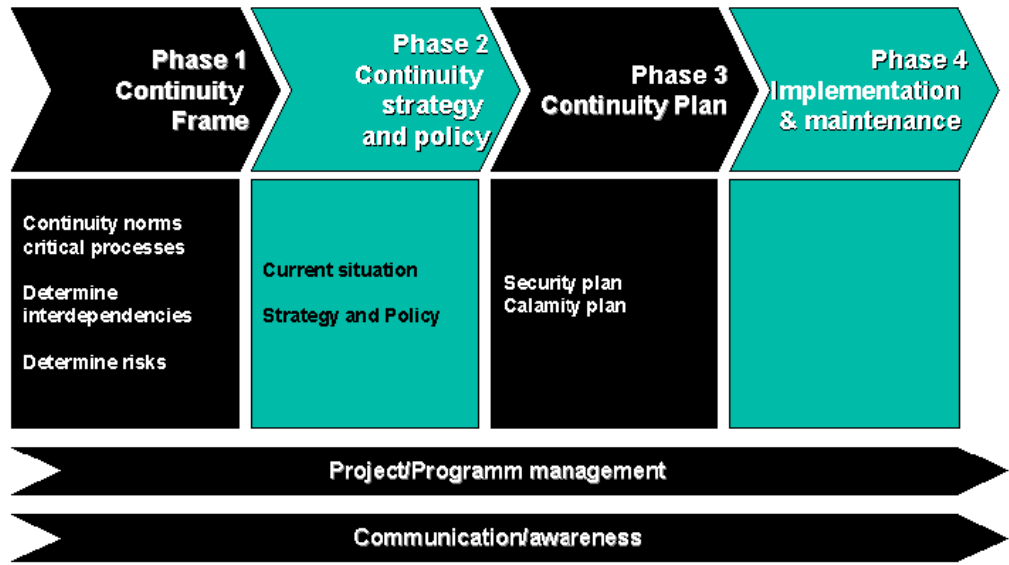 Phase 1
Continuity
Frame
Phase 2
Continuity
strategy
and policy
Phase 3
Continuity Plan
Phase 4
Implementation
& maintenance
Continuity norms
critical processes
Determine
interdependencies
Determine risks
Current situation
Strategy and Policy
Security plan
Calamity plan
Project/Programm management
Communication/awareness